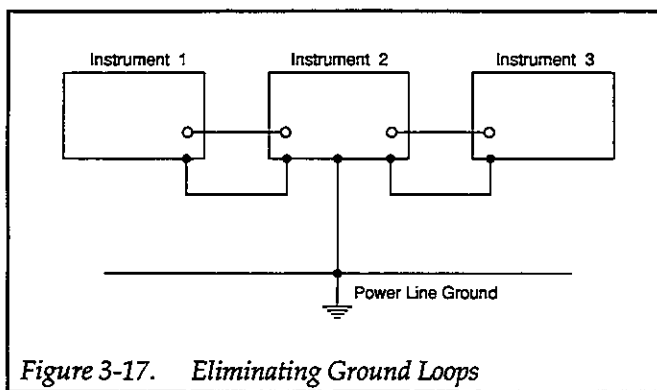 Instrument 1
Instrument 2
Instrument 3
Power Line Ground
Figure 3-17. Eliminating Ground Loops